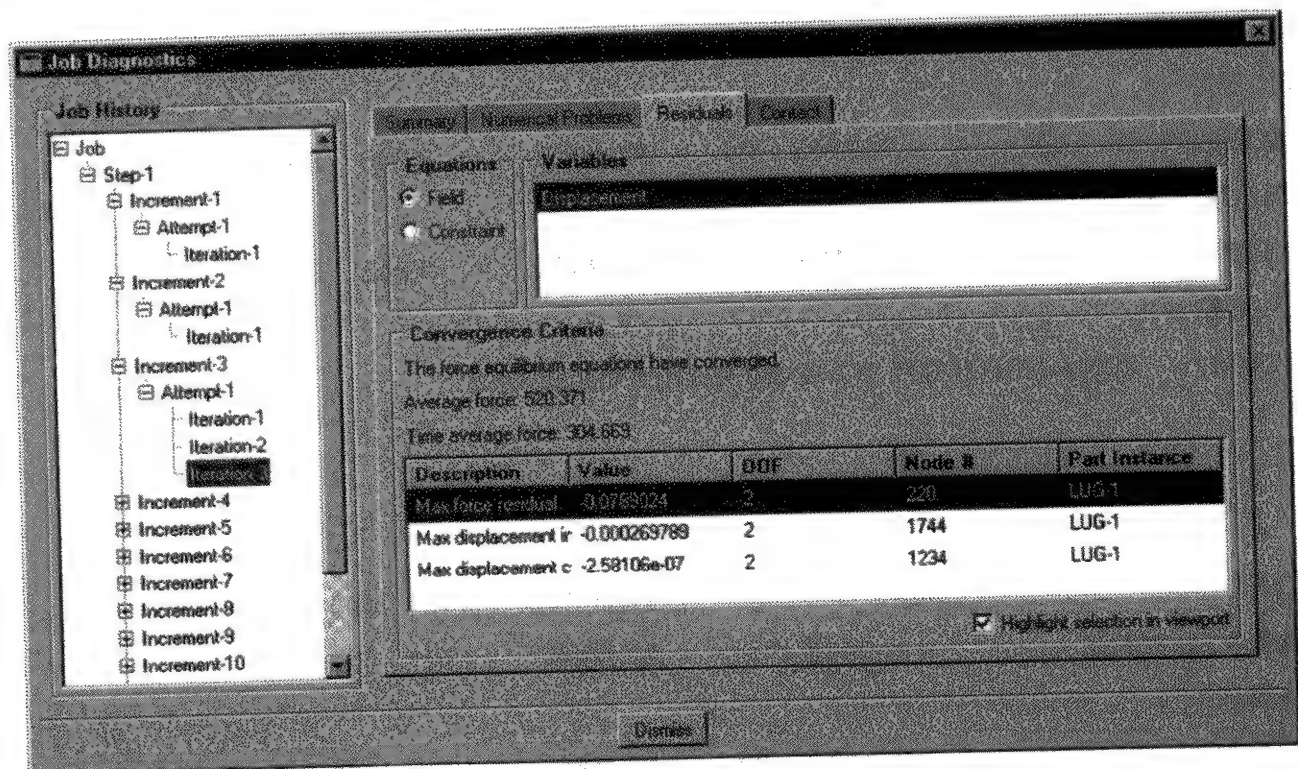 Job Diagnostics
Job History
Job
Step-1
Increment-1
Attempt-1
Iteration-1
Increment-2
Attempt-1
Iteration-1
Increment-3
Attempt-1
Iteration-1
Iteration-2
Increment-4
Increment-5
Increment-6
Increment-7
Increment-8
Increment-9
Increment-10
Summary Numerical Problems Residuals Contact
Equations
Field
Constraint
Variables
Displacement
Convergence Criteria
The force equilibrium equations have converged.
Average force: 520.371
Time average force: 304.669
Description Value DOF Node # Part Instance
Max force residual 2 220 LUG-1
Max displacement ir -0.000269789 2 1744 LUG-1
Max displacement c -2.58106e-07 2 1234 LUG-1
Highlight selection in viewport
Dismiss